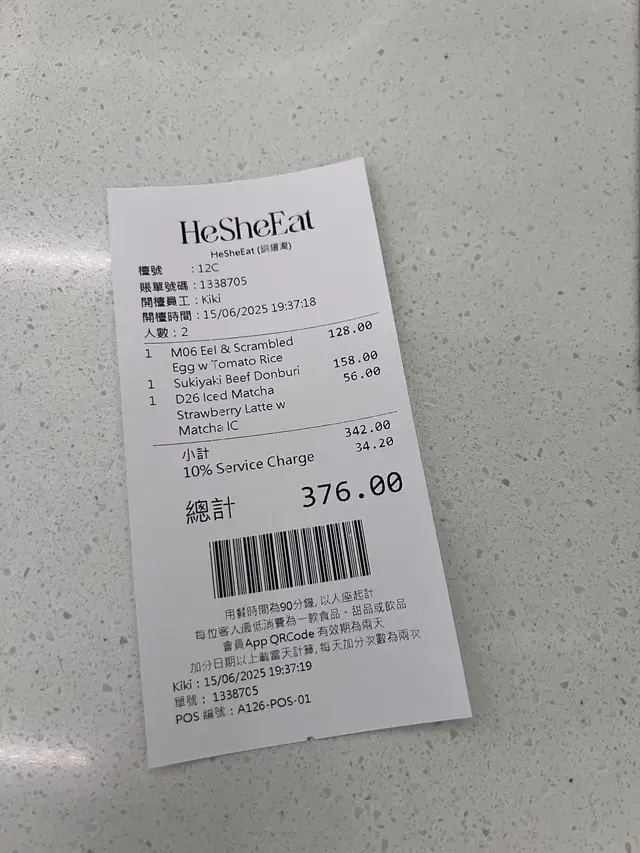 HeSheEat
HeSheEat (銅鑼灣)
檯號 : 12C
賬單號碼 : 1338705
開檯員工 : Kiki
開檯時間 : 15/06/2025 19:37:18
人數 : 2
1 M06 Eel & Scrambled 128.00
Egg w Tomato Rice
1 Sukiyaki Beef Donburi 158.00
1 D26 Iced Matcha 56.00
Strawberry Latte w
Matcha IC
小計 342.00
10% Service Charge 34.20
總計 376.00
用餐時間為90分鐘, 以入座起計
每位客人最低消費為一款食品、甜品或飲品
會員App QRCode 有效期為兩天
加分日期以上載當天計算, 每天加分次數為兩次
Kiki : 15/06/2025 19:37:19
單號 : 1338705
POS 編號 : A126-POS-01